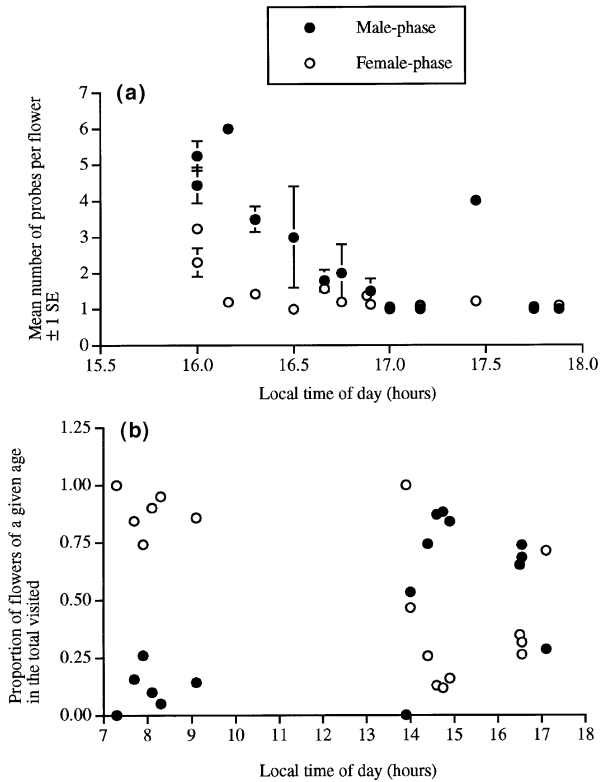 Male-phase
Female-phase
(a)
Mean number of probes per flower
± 1 SE
7
6
5
4
3
2
1
0
15.5 16.0 16.5 17.0 17.5 18.0
Local time of day (hours)
(b)
Proportion of flowers of a given age
in the total visited
1.25
1.00
0.75
0.50
0.25
0.00
7 8 9 10 11 12 13 14 15 16 17 18
Local time of day (hours)